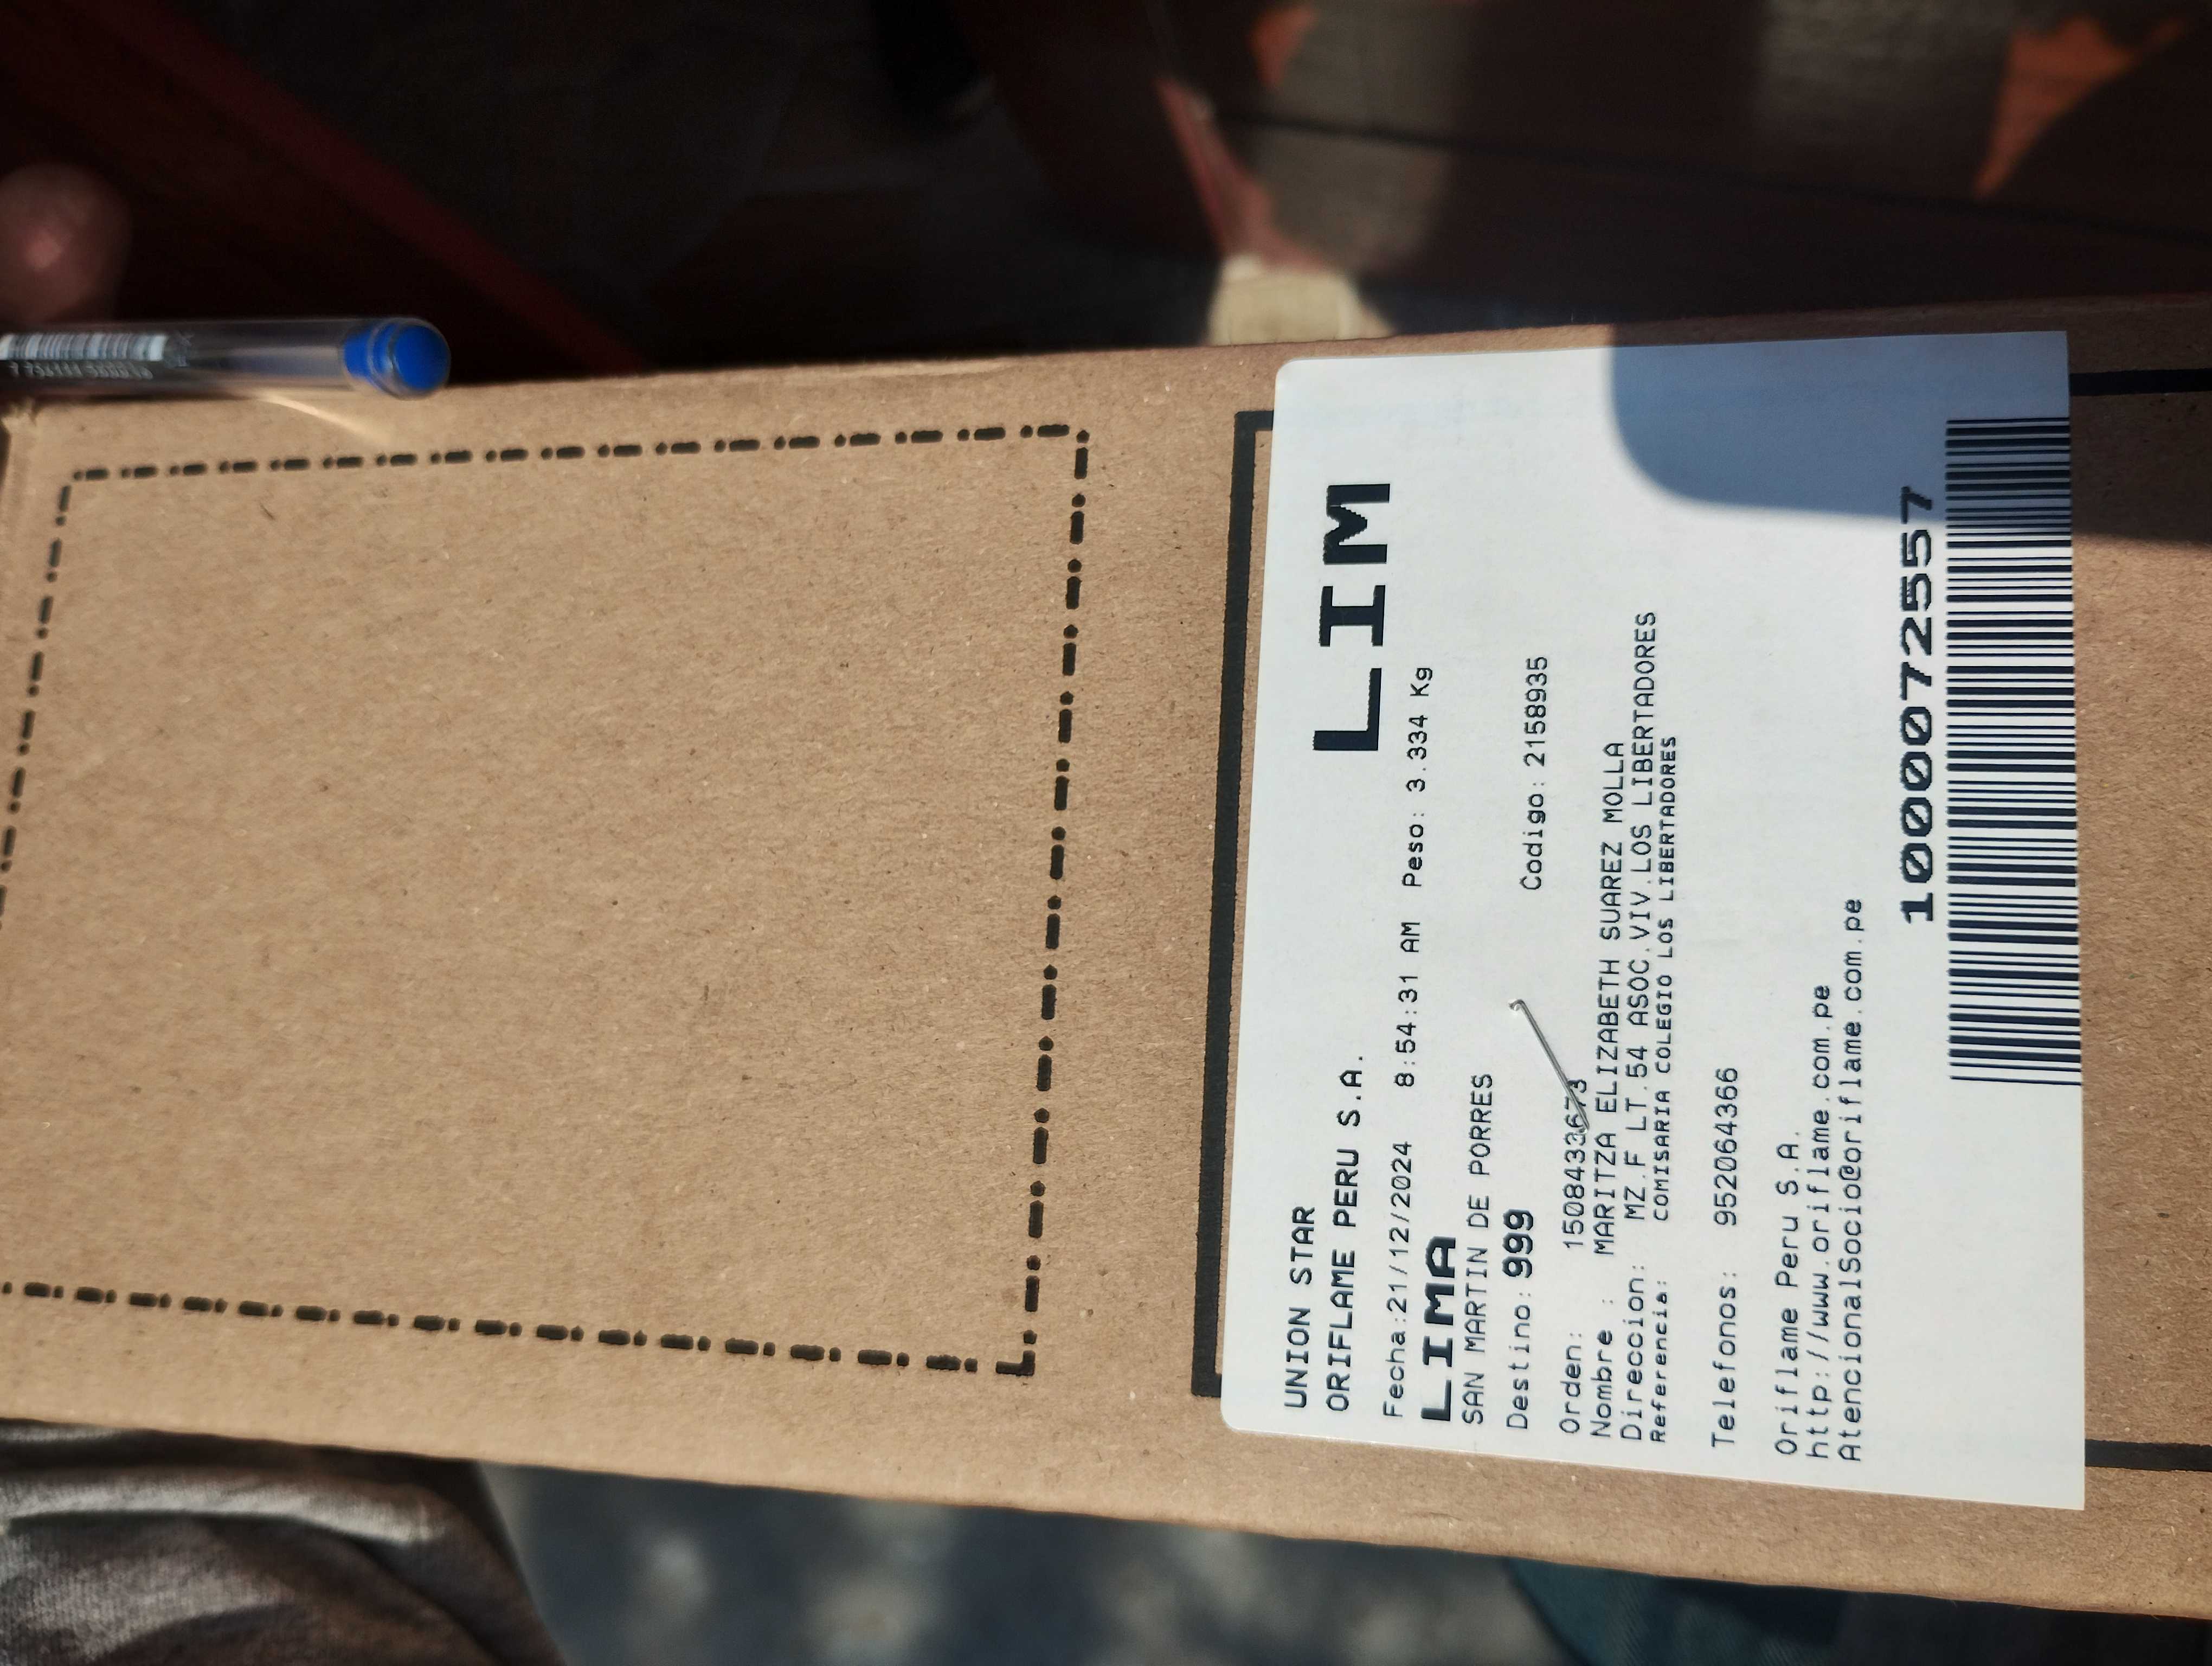 LIM
UNION STAR
ORIFLAME PERU S.A.
Fecha:21/12/2024 8:54:31 AM Peso: 3.334 Kg
LIMA
SAN MARTIN DE PORRES
Destino: 999 Codigo: 2158935
Orden: 1508433673
Nombre : MARITZA ELIZABETH SUAREZ MOLLA
Direccion: MZ.F LT.54 ASOC.VIV.LOS LIBERTADORES
Referencia: COMISARIA COLEGIO LOS LIBERTADORES
Telefonos: 952064366
Oriflame Peru S.A.
http://www.oriflame.com.pe
AtencionalSocio@oriflame.com.pe
1000072557